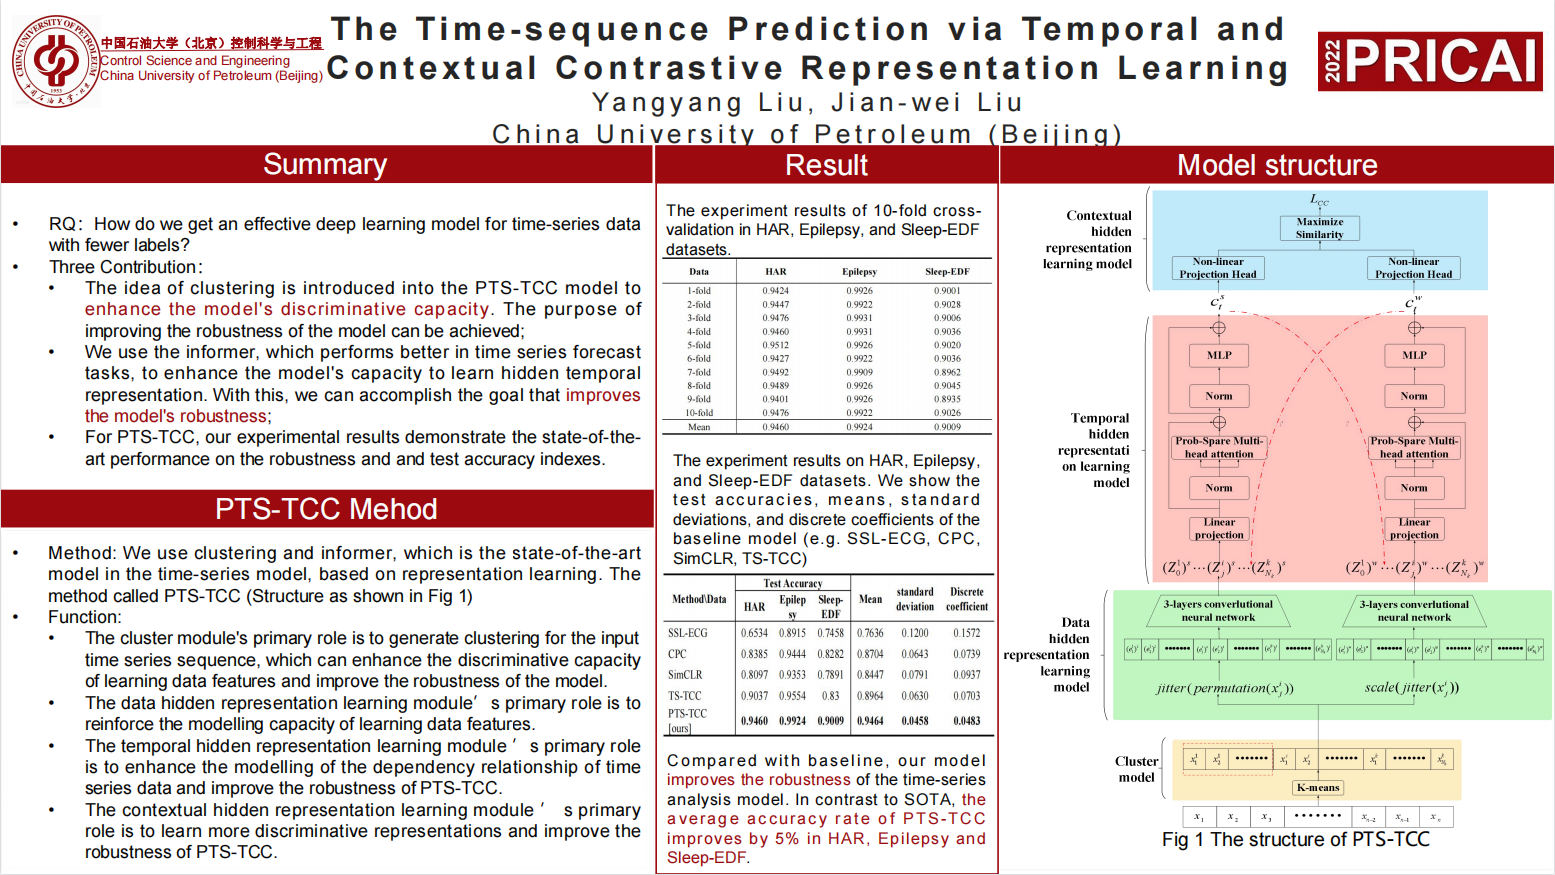 The Time-sequence Prediction via Temporal and
Contextual Contrastive Representation Learning
Yangyang Liu, Jian-wei Liu
China University of Petroleum (Beijing)
中国石油大学（北京）控制科学与工程
Control Science and Engineering
China University of Petroleum (Beijing)
2022 PRICAI
Summary
• RQ: How do we get an effective deep learning model for time-series data
with fewer labels?
• Three Contribution:
• The idea of clustering is introduced into the PTS-TCC model to
enhance the model's discriminative capacity. The purpose of
improving the robustness of the model can be achieved;
• We use the informer, which performs better in time series forecast
tasks, to enhance the model's capacity to learn hidden temporal
representation. With this, we can accomplish the goal that improves
the model's robustness;
• For PTS-TCC, our experimental results demonstrate the state-of-the-
art performance on the robustness and and test accuracy indexes.
PTS-TCC Mehod
• Method: We use clustering and informer, which is the state-of-the-art
model in the time-series model, based on representation learning. The
method called PTS-TCC (Structure as shown in Fig 1)
• Function:
• The cluster module's primary role is to generate clustering for the input
time series sequence, which can enhance the discriminative capacity
of learning data features and improve the robustness of the model.
• The data hidden representation learning module's primary role is to
reinforce the modelling capacity of learning data features.
• The temporal hidden representation learning module's primary role
is to enhance the modelling of the dependency relationship of time
series data and improve the robustness of PTS-TCC.
• The contextual hidden representation learning module's primary
role is to learn more discriminative representations and improve the
robustness of PTS-TCC.
Result
The experiment results of 10-fold cross-
validation in HAR, Epilepsy, and Sleep-EDF
datasets.
Data HAR Epilepsy Sleep-EDF
1-fold 0.9424 0.9926 0.9001
2-fold 0.9447 0.9922 0.9028
3-fold 0.9476 0.9931 0.9006
4-fold 0.9460 0.9931 0.9036
5-fold 0.9512 0.9926 0.9020
6-fold 0.9427 0.9922 0.9036
7-fold 0.9492 0.9909 0.8962
8-fold 0.9489 0.9926 0.9045
9-fold 0.9401 0.9926 0.8935
10-fold 0.9476 0.9922 0.9026
Mean 0.9460 0.9924 0.9009
The experiment results on HAR, Epilepsy,
and Sleep-EDF datasets. We show the
test accuracies, means, standard
deviations, and discrete coefficients of the
baseline model (e.g. SSL-ECG, CPC,
SimCLR, TS-TCC)
Method\Data Test Accuracy Mean standard deviation Discrete coefficient
HAR Epilepsy Sleep-EDF
SSL-ECG 0.6534 0.8915 0.7458 0.7636 0.1200 0.1572
CPC 0.8385 0.9444 0.8282 0.8704 0.0643 0.0739
SimCLR 0.8097 0.9353 0.7891 0.8447 0.0791 0.0937
TS-TCC 0.9037 0.9554 0.83 0.8964 0.0630 0.0703
PTS-TCC [ours] 0.9460 0.9924 0.9009 0.9464 0.0458 0.0483
Compared with baseline, our model
improves the robustness of the time-series
analysis model. In contrast to SOTA, the
average accuracy rate of PTS-TCC
improves by 5% in HAR, Epilepsy and
Sleep-EDF.
Model structure
Contextual
hidden
representation
learning model
L_CC
Maximize
Similarity
Non-linear
Projection Head
Non-linear
Projection Head
c_t^s
c_t^w
Temporal
hidden
representati
on learning
model
MLP
Norm
Prob-Spare Multi-
head attention
Norm
Linear
projection
MLP
Norm
Prob-Spare Multi-
head attention
Norm
Linear
projection
(Z_0^1)^s ⋯ (Z_j^i)^s ⋯ (Z_{N_k}^k)^s
(Z_0^1)^w ⋯ (Z_j^i)^w ⋯ (Z_{N_k}^k)^w
Data
hidden
representation
learning
model
3-layers converlutional
neural network
3-layers converlutional
neural network
jitter(permutation(x_j^i))
scale(jitter(x_j^i))
Cluster
model
K-means
x_1 x_2 x_3 ••••••• x_{n-2} x_{n-1} x_n
Fig 1 The structure of PTS-TCC